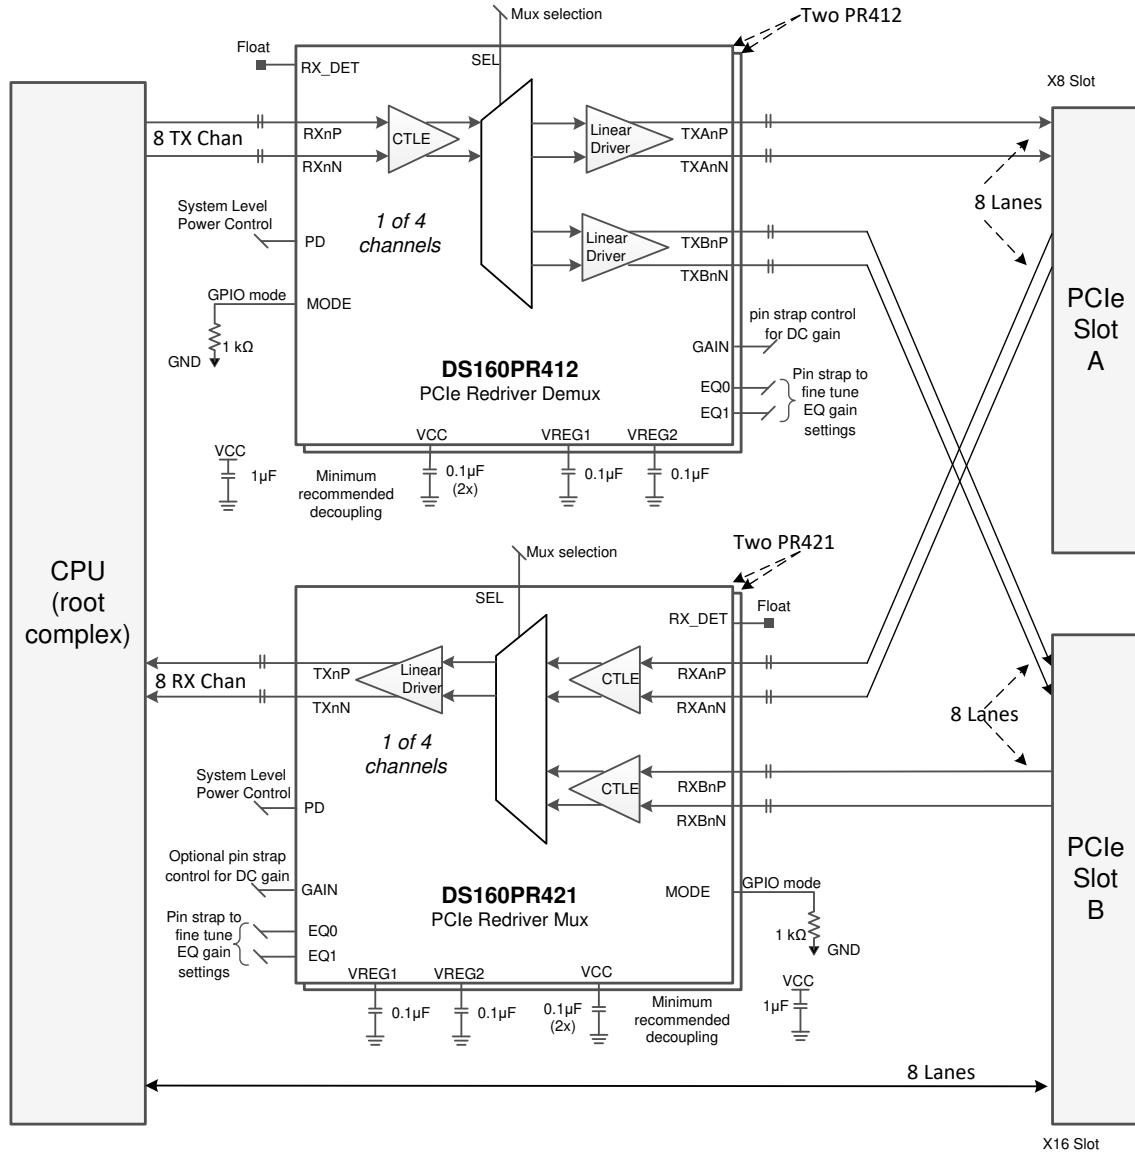 Mux selection
Two PR412
Float
SEL
RX_DET
X8 Slot
8 TX Chan
RXnP
CTLE
Linear
Driver
TXAnP
RXnN
TXAnN
8 Lanes
System Level
Power Control
1 of 4
channels
PD
Linear
Driver
TXBnP
TXBnN
GPIO mode
MODE
1 kΩ
GND
PCIe
Slot
A
pin strap control
for DC gain
GAIN
DS160PR412
PCIe Redriver Demux
EQ0
EQ1
Pin strap to
fine tune
EQ gain
settings
VCC
VREG1
VREG2
VCC
1µF
Minimum
recommended
decoupling
0.1µF
(2x)
0.1µF
0.1µF
CPU
(root
complex)
Mux selection
Two PR421
SEL
RX_DET
Float
8 RX Chan
TXnP
Linear
Driver
CTLE
RXAnP
TXnN
RXAnN
8 Lanes
1 of 4
channels
System Level
Power Control
PD
CTLE
RXBnP
RXBnN
PCIe
Slot
B
Optional pin strap
control for DC gain
GAIN
DS160PR421
PCIe Redriver Mux
MODE
GPIO mode
1 kΩ
GND
Pin strap to
fine tune
EQ gain
settings
EQ0
EQ1
VREG1
VREG2
VCC
0.1µF
0.1µF
0.1µF
(2x)
Minimum
recommended
decoupling
VCC
1µF
8 Lanes
X16 Slot